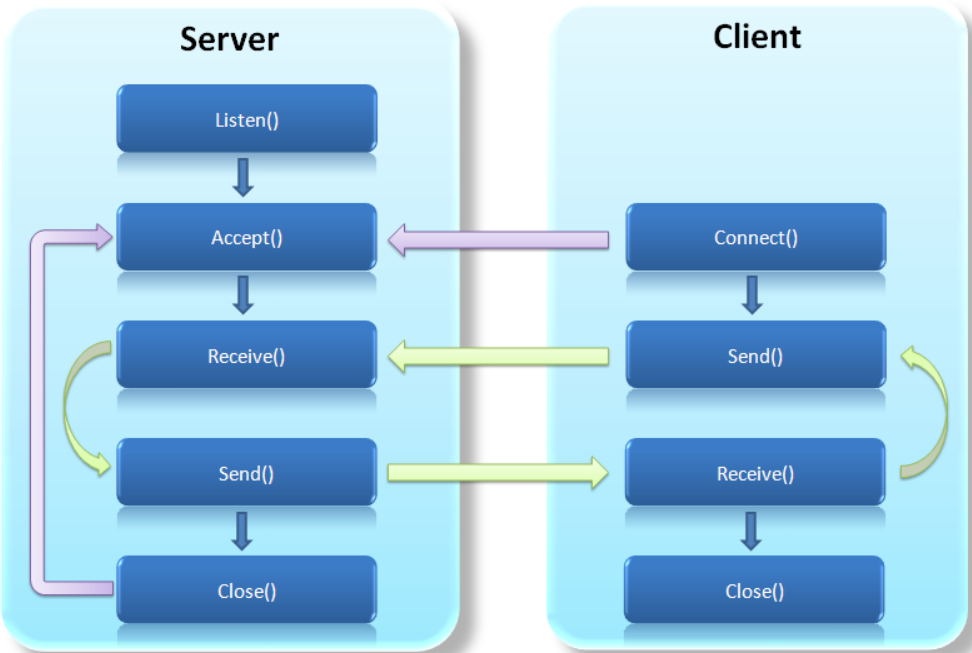 Server
Listen()
Accept()
Receive()
Send()
Close()
Client
Connect()
Send()
Receive()
Close()